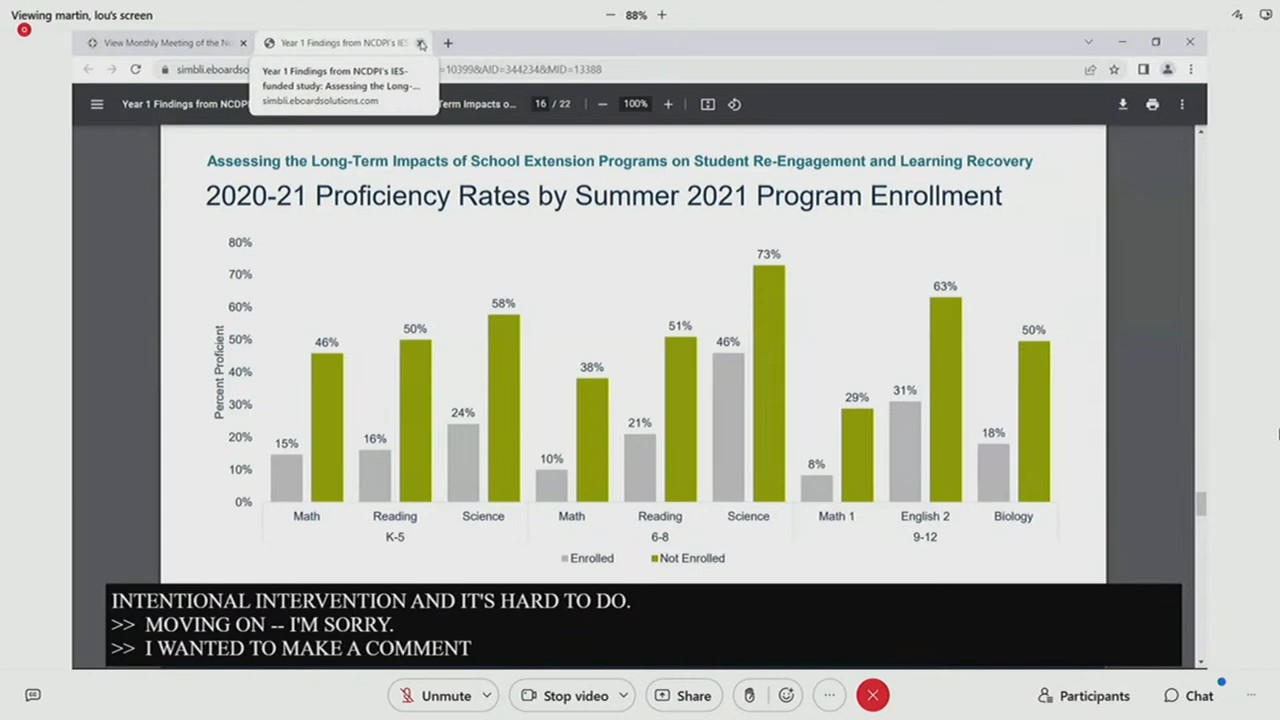 Viewing martin, lou's screen
88%
View Monthly Meeting of the N
Year 1 Findings from NCDPI's IES
simbli.eboardso
=10399&AID=344234&MID=13388
Year 1 Findings from NCDPI's IES-
funded study: Assessing the Long-...
simbli.eboardsolutions.com
Year 1 Findings from NCDPI
Term Impacts o...
16 / 22
100%
Assessing the Long-Term Impacts of School Extension Programs on Student Re-Engagement and Learning Recovery
2020-21 Proficiency Rates by Summer 2021 Program Enrollment
Percent Proficient
80%
70%
60%
50%
40%
30%
20%
10%
0%
15%
46%
16%
50%
24%
58%
10%
38%
21%
51%
46%
73%
8%
29%
31%
63%
18%
50%
Math
Reading
Science
Math
Reading
Science
Math 1
English 2
Biology
K-5
6-8
9-12
Enrolled
Not Enrolled
INTENTIONAL INTERVENTION AND IT'S HARD TO DO.
>> MOVING ON -- I'M SORRY.
>> I WANTED TO MAKE A COMMENT
Unmute
Stop video
Share
Participants
Chat